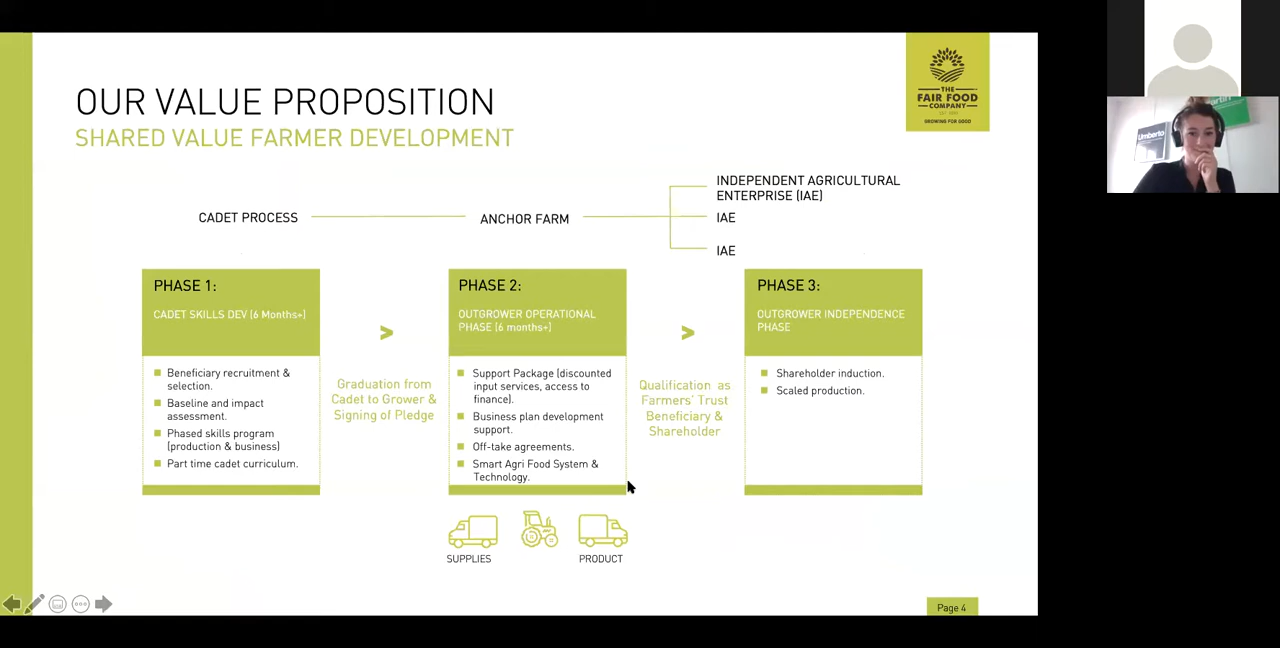 OUR VALUE PROPOSITION
SHARED VALUE FARMER DEVELOPMENT
THE
FAIR FOOD
COMPANY
GROWING FOR GOOD
Umberto
CADET PROCESS
ANCHOR FARM
INDEPENDENT AGRICULTURAL
ENTERPRISE (IAE)
IAE
IAE
PHASE 1:
CADET SKILLS DEV (6 Months+)
Beneficiary recruitment &
selection.
Baseline and impact
assessment.
Phased skills program
(production & business)
Part time cadet curriculum.
>
Graduation from
Cadet to Grower &
Signing of Pledge
PHASE 2:
OUTGROWER OPERATIONAL
PHASE (6 months+)
Support Package (discounted
input services, access to
finance).
Business plan development
support.
Off-take agreements.
Smart Agri Food System &
Technology.
>
Qualification as
Farmers' Trust
Beneficiary &
Shareholder
PHASE 3:
OUTGROWER INDEPENDENCE
PHASE
Shareholder induction.
Scaled production.
SUPPLIES
PRODUCT
Page 4